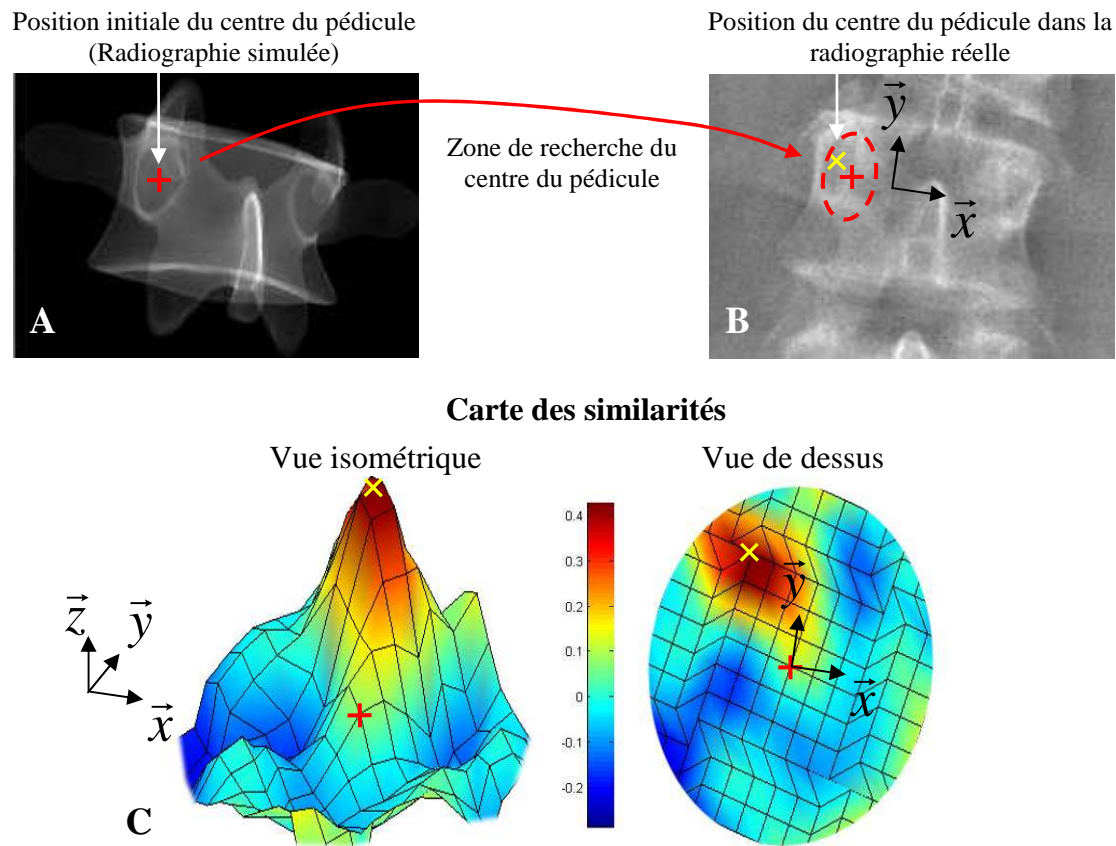 Position initiale du centre du pédicule
(Radiographie simulée)
Position du centre du pédicule dans la
radiographie réelle
Zone de recherche du
centre du pédicule
y
x
A
B
Carte des similarités
Vue isométrique
Vue de dessus
0.4
0.3
0.2
0.1
0
-0.1
-0.2
z
y
x
y
x
C